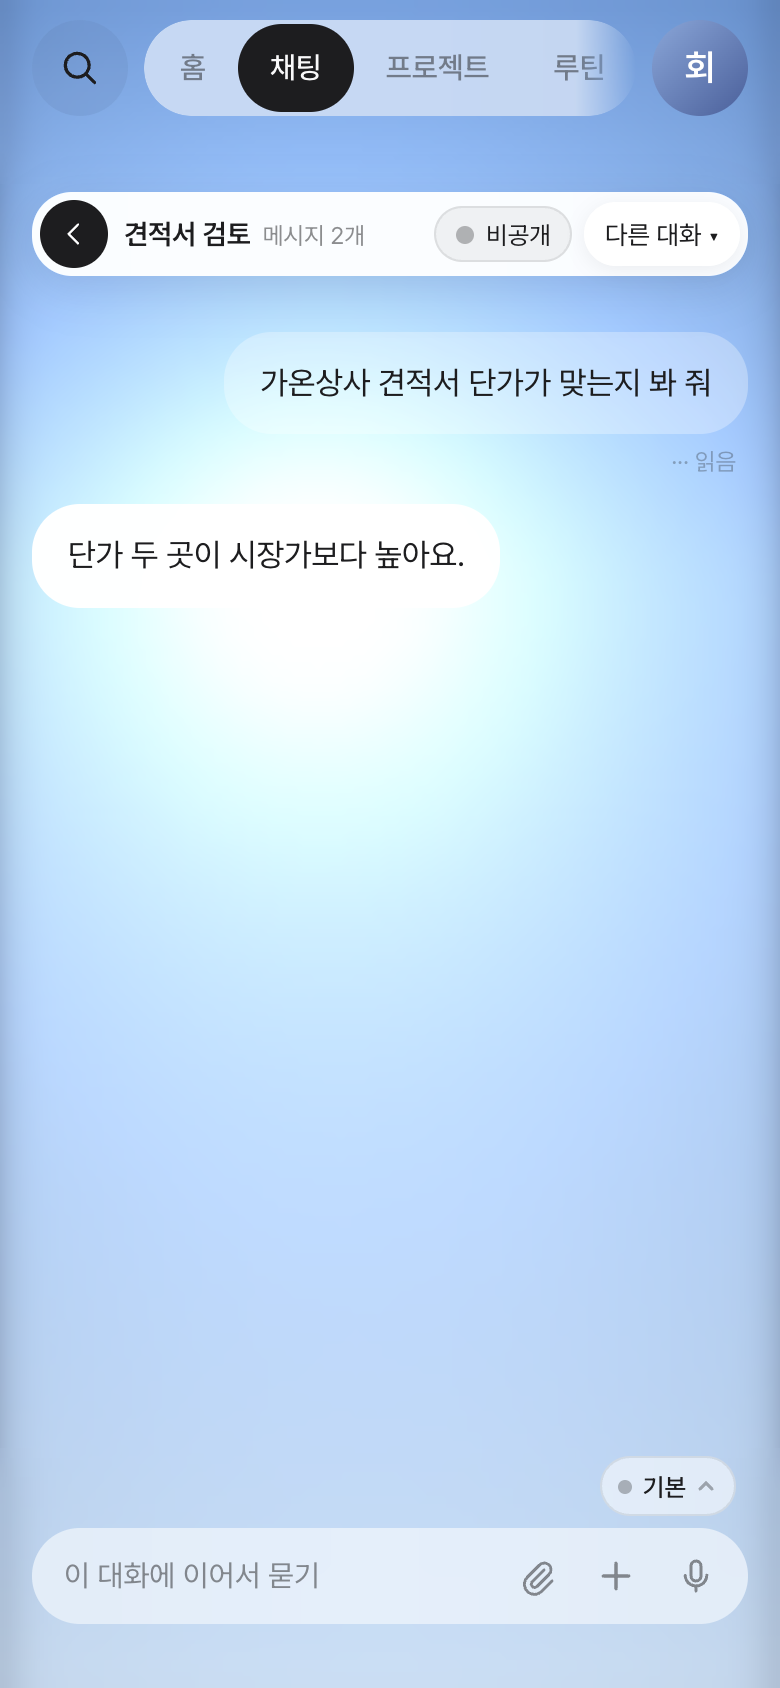 홈 채팅 프로젝트 루틴 회
견적서 검토 메시지 2개 비공개 다른 대화 ▾
가온상사 견적서 단가가 맞는지 봐 줘
··· 읽음
단가 두 곳이 시장가보다 높아요.
기본
이 대화에 이어서 묻기